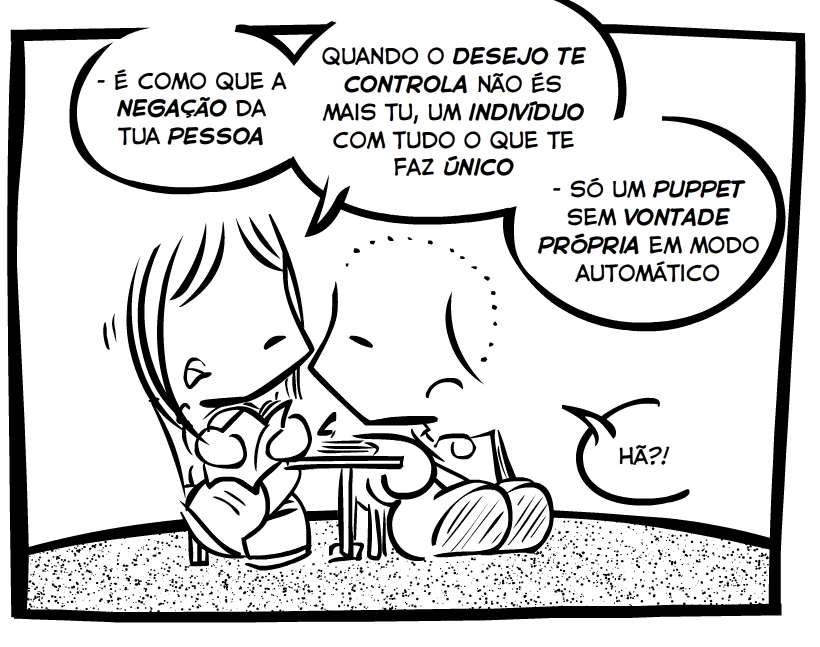 - É COMO QUE A
NEGAÇÃO DA
TUA PESSOA
QUANDO O DESEJO TE
CONTROLA NÃO ÉS
MAIS TU, UM INDIVÍDUO
COM TUDO O QUE TE
FAZ ÚNICO
- SÓ UM PUPPET
SEM VONTADE
PRÓPRIA EM MODO
AUTOMÁTICO
HÃ?!